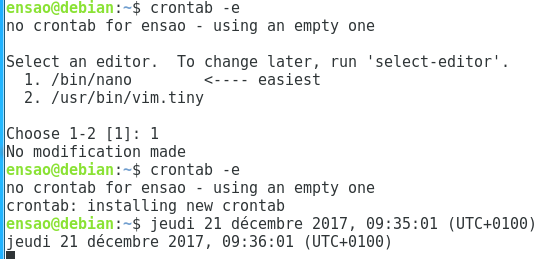 ensao@debian:~$ crontab -e
no crontab for ensao - using an empty one

Select an editor.  To change later, run 'select-editor'.
  1. /bin/nano        <---- easiest
  2. /usr/bin/vim.tiny

Choose 1-2 [1]: 1
No modification made
ensao@debian:~$ crontab -e
no crontab for ensao - using an empty one
crontab: installing new crontab
ensao@debian:~$ jeudi 21 décembre 2017, 09:35:01 (UTC+0100)
jeudi 21 décembre 2017, 09:36:01 (UTC+0100)